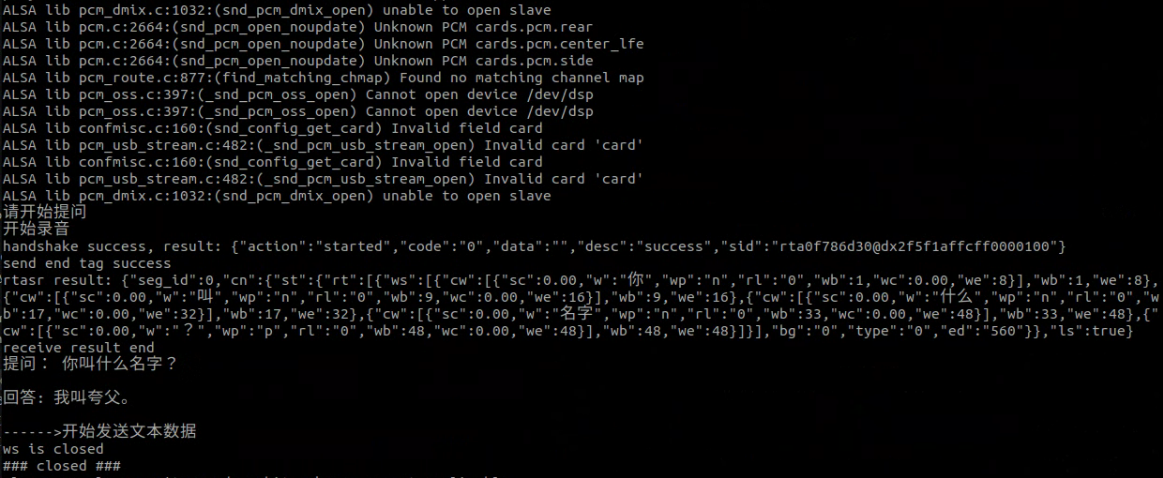 ALSA lib pcm_dmix.c:1032:(snd_pcm_dmix_open) unable to open slave
ALSA lib pcm.c:2664:(snd_pcm_open_noupdate) Unknown PCM cards.pcm.rear
ALSA lib pcm.c:2664:(snd_pcm_open_noupdate) Unknown PCM cards.pcm.center_lfe
ALSA lib pcm.c:2664:(snd_pcm_open_noupdate) Unknown PCM cards.pcm.side
ALSA lib pcm_route.c:877:(find_matching_chmap) Found no matching channel map
ALSA lib pcm_oss.c:397:(_snd_pcm_oss_open) Cannot open device /dev/dsp
ALSA lib pcm_oss.c:397:(_snd_pcm_oss_open) Cannot open device /dev/dsp
ALSA lib confmisc.c:160:(snd_config_get_card) Invalid field card
ALSA lib pcm_usb_stream.c:482:(_snd_pcm_usb_stream_open) Invalid card 'card'
ALSA lib confmisc.c:160:(snd_config_get_card) Invalid field card
ALSA lib pcm_usb_stream.c:482:(_snd_pcm_usb_stream_open) Invalid card 'card'
ALSA lib pcm_dmix.c:1032:(snd_pcm_dmix_open) unable to open slave
请开始提问
开始录音
handshake success, result: {"action":"started","code":"0","data":"","desc":"success","sid":"rta0f786d30@dx2f5f1affcff0000100"}
send end tag success
rtasr result: {"seg_id":0,"cn":{"st":{"rt":[{"ws":[{"cw":[{"sc":0.00,"w":"你","wp":"n","rl":"0","wb":1,"wc":0.00,"we":8}],"wb":1,"we":8},
{"cw":[{"sc":0.00,"w":"叫","wp":"n","rl":"0","wb":9,"wc":0.00,"we":16}],"wb":9,"we":16},{"cw":[{"sc":0.00,"w":"什么","wp":"n","rl":"0","w
b":17,"wc":0.00,"we":32}],"wb":17,"we":32},{"cw":[{"sc":0.00,"w":"名字","wp":"n","rl":"0","wb":33,"wc":0.00,"we":48}],"wb":33,"we":48},{"
cw":[{"sc":0.00,"w":"？","wp":"p","rl":"0","wb":48,"wc":0.00,"we":48}],"wb":48,"we":48}]}],"bg":"0","type":"0","ed":"560"}},"ls":true}
receive result end
提问： 你叫什么名字？
回答: 我叫夸父。
------>开始发送文本数据
ws is closed
### closed ###